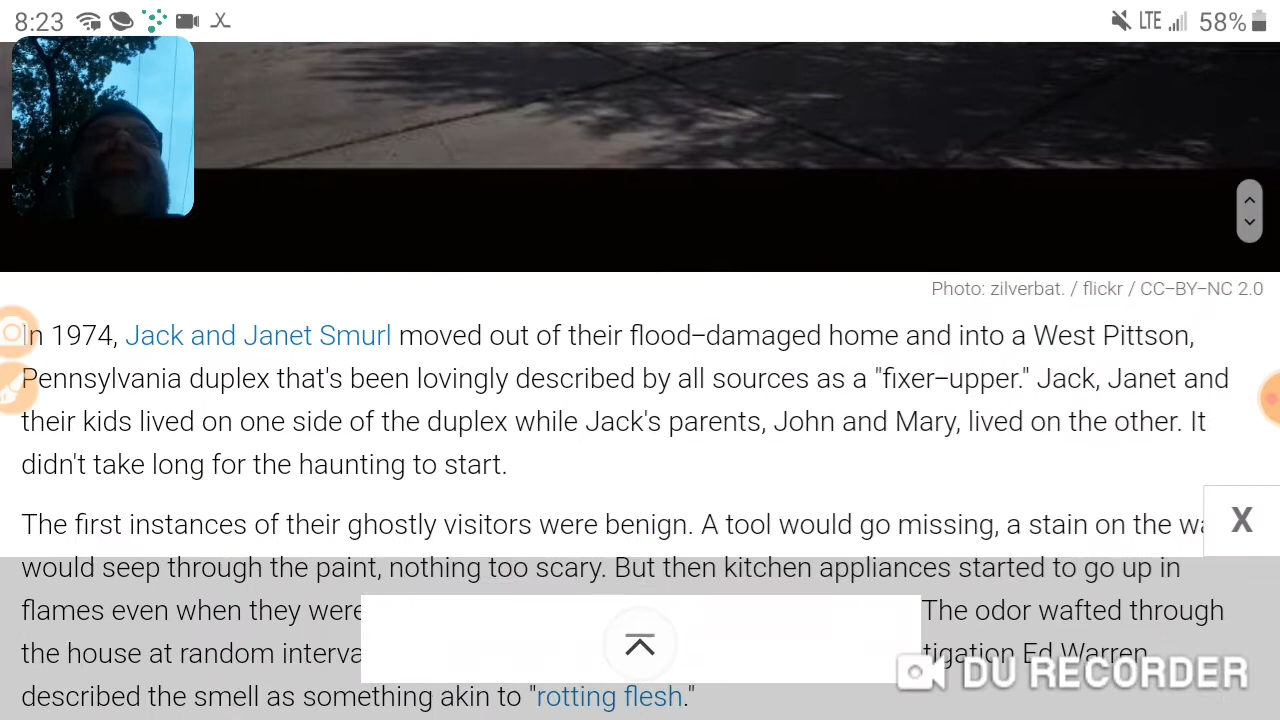 8:23 LTE 58%
Photo: zilverbat. / flickr / CC-BY-NC 2.0
In 1974, Jack and Janet Smurl moved out of their flood-damaged home and into a West Pittson,
Pennsylvania duplex that's been lovingly described by all sources as a "fixer-upper." Jack, Janet and
their kids lived on one side of the duplex while Jack's parents, John and Mary, lived on the other. It
didn't take long for the haunting to start.
The first instances of their ghostly visitors were benign. A tool would go missing, a stain on the
X
would seep through the paint, nothing too scary. But then kitchen appliances started to go up in
flames even when they were The odor wafted through
the house at random Ed Warren
DU RECORDER
described the smell as something akin to "rotting flesh."